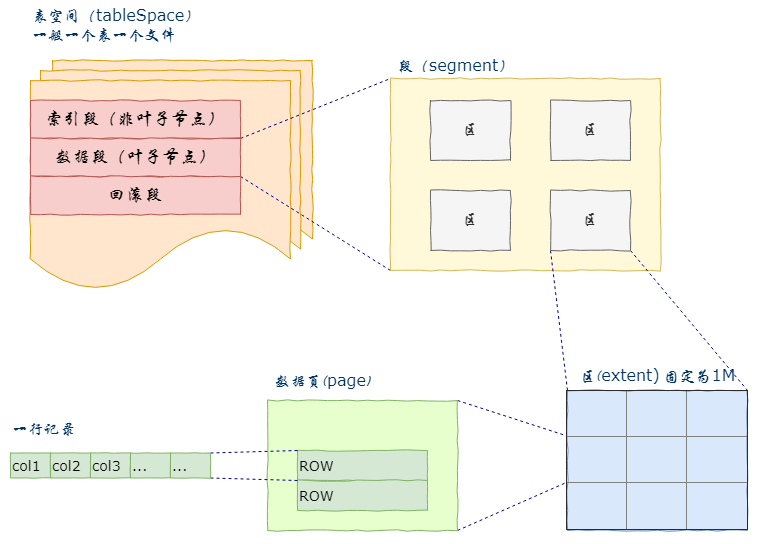 表空间（tableSpace）
一般一个表一个文件
索引段（非叶子节点）
数据段（叶子节点）
回滚段
段（segment）
区
区
区
区
区(extent) 固定为1M
数据頁(page)
ROW
ROW
一行记录
col1 col2 col3 ... ...